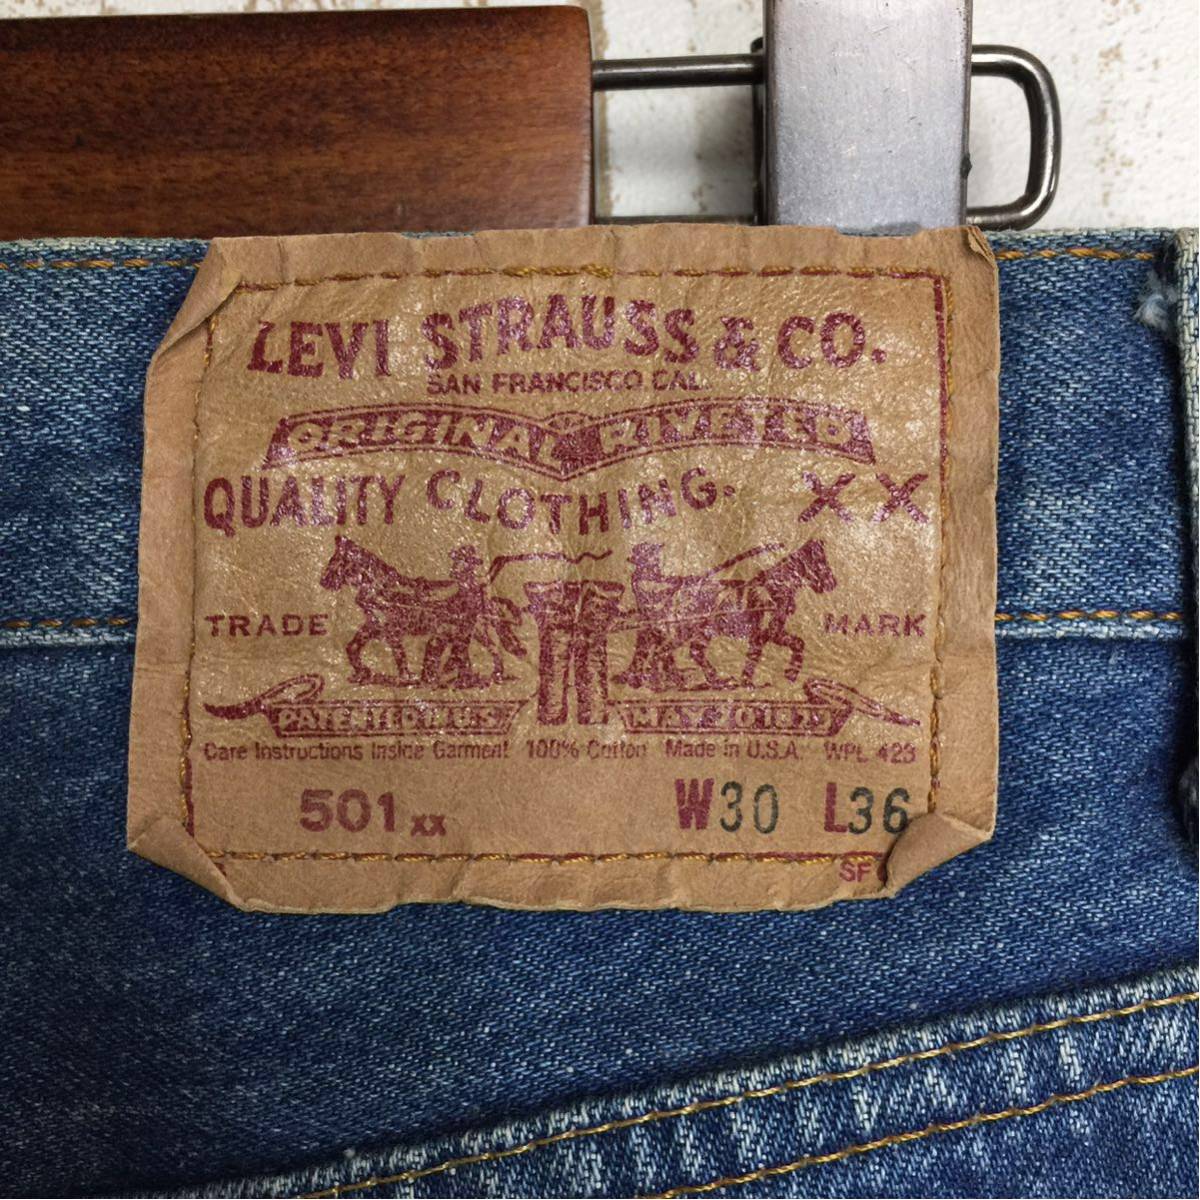 LEVI STRAUSS & CO.
SAN FRANCISCO, CAL.
ORIGINAL RIVETED
QUALITY CLOTHING. XX
TRADE MARK
PATENTED IN U.S. MAY 20 1873
Care Instructions Inside Garment 100% Cotton Made in U.S.A. WPL 423
501 XX W30 L36
SF